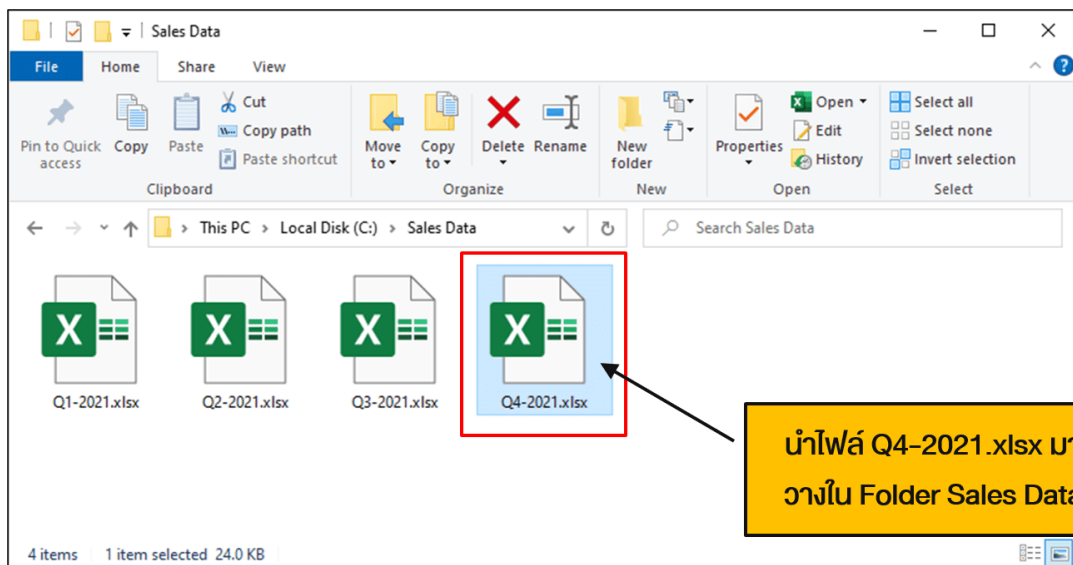 Sales Data
File Home Share View
Pin to Quick access
Copy
Paste
Cut
Copy path
Paste shortcut
Move to
Copy to
Delete
Rename
New folder
Properties
Open
Edit
History
Select all
Select none
Invert selection
Clipboard Organize New Open Select
This PC > Local Disk (C:) > Sales Data
Search Sales Data
Q1-2021.xlsx Q2-2021.xlsx Q3-2021.xlsx Q4-2021.xlsx
นำไฟล์ Q4-2021.xlsx มา
วางใน Folder Sales Data
4 items 1 item selected 24.0 KB